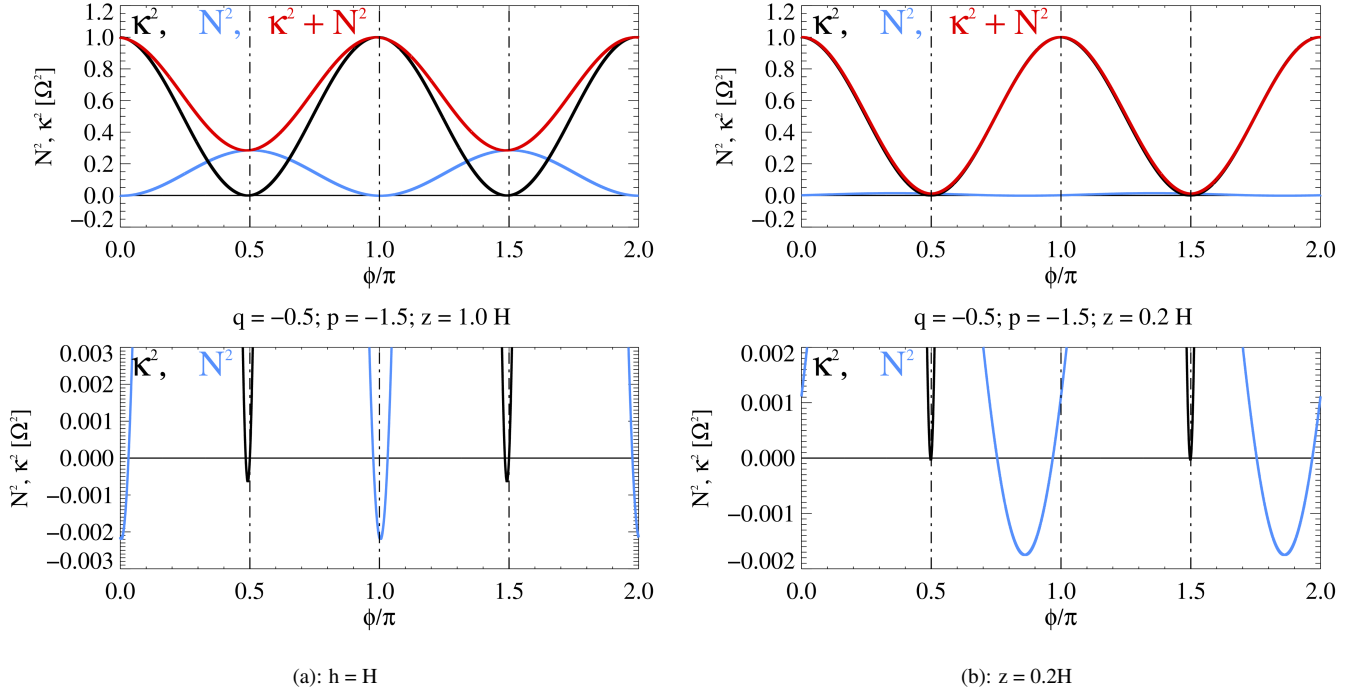 κ², N², κ² + N²
1.2
1.0
0.8
0.6
0.4
0.2
0.0
−0.2
N², κ² [Ω²]
0.0 0.5 1.0 1.5 2.0
ϕ/π
κ², N², κ² + N²
1.2
1.0
0.8
0.6
0.4
0.2
0.0
−0.2
N², κ² [Ω²]
0.0 0.5 1.0 1.5 2.0
ϕ/π
q = −0.5; p = −1.5; z = 1.0 H
κ², N²
0.003
0.002
0.001
0.000
−0.001
−0.002
−0.003
N², κ² [Ω²]
0.0 0.5 1.0 1.5 2.0
ϕ/π
q = −0.5; p = −1.5; z = 0.2 H
κ², N²
0.002
0.001
0.000
−0.001
−0.002
N², κ² [Ω²]
0.0 0.5 1.0 1.5 2.0
ϕ/π
(a): h = H
(b): z = 0.2H